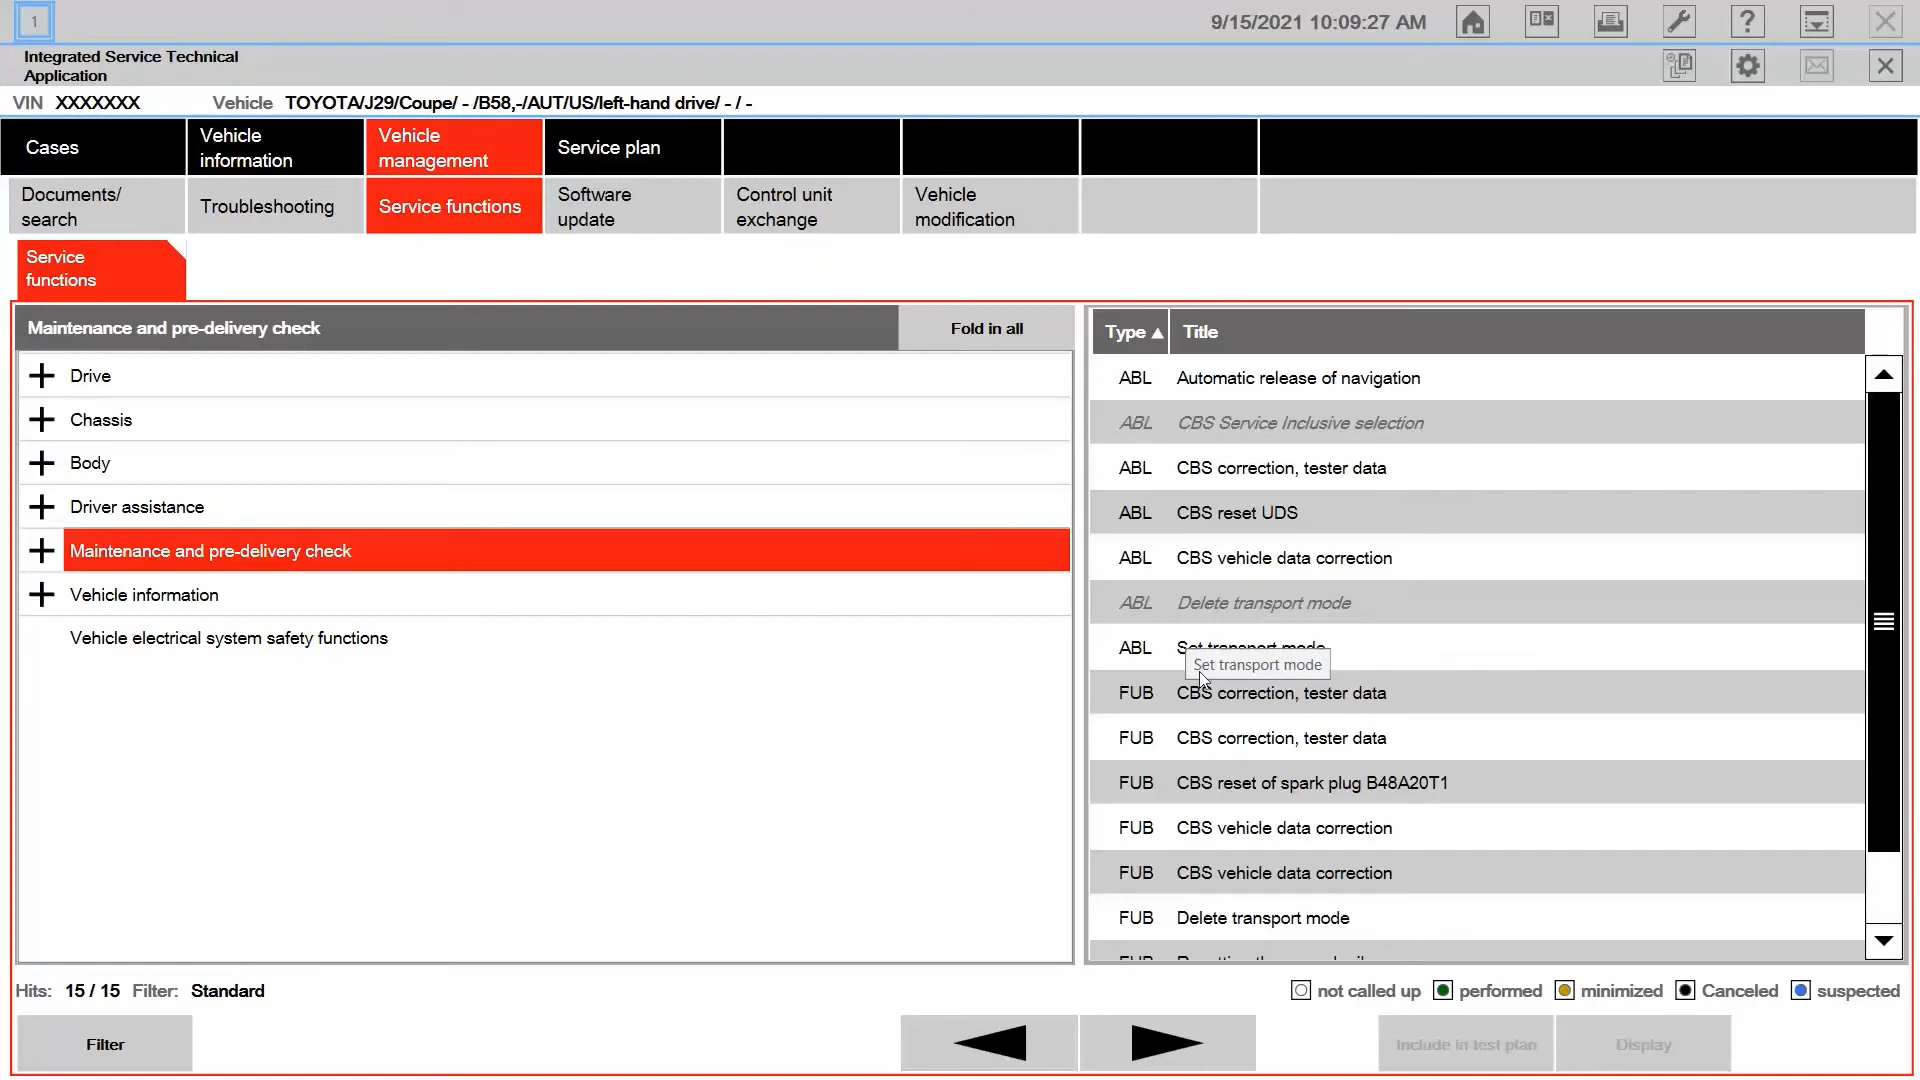 1
9/15/2021 10:09:27 AM
?
Integrated Service Technical
Application
VIN XXXXXXX Vehicle TOYOTA/J29/Coupe/ - /B58,-/AUT/US/left-hand drive/ - / -
Cases
Vehicle
information
Vehicle
management
Service plan
Documents/
search
Troubleshooting
Service functions
Software
update
Control unit
exchange
Vehicle
modification
Service
functions
Maintenance and pre-delivery check
Fold in all
Drive
Chassis
Body
Driver assistance
Maintenance and pre-delivery check
Vehicle information
Vehicle electrical system safety functions
Type ▲ Title
ABL Automatic release of navigation
ABL CBS Service Inclusive selection
ABL CBS correction, tester data
ABL CBS reset UDS
ABL CBS vehicle data correction
ABL Delete transport mode
ABL Set transport mode
Set transport mode
FUB CBS correction, tester data
FUB CBS correction, tester data
FUB CBS reset of spark plug B48A20T1
FUB CBS vehicle data correction
FUB CBS vehicle data correction
FUB Delete transport mode
FUB
Hits: 15 / 15 Filter: Standard
not called up performed minimized Canceled suspected
Filter
Include in test plan
Display